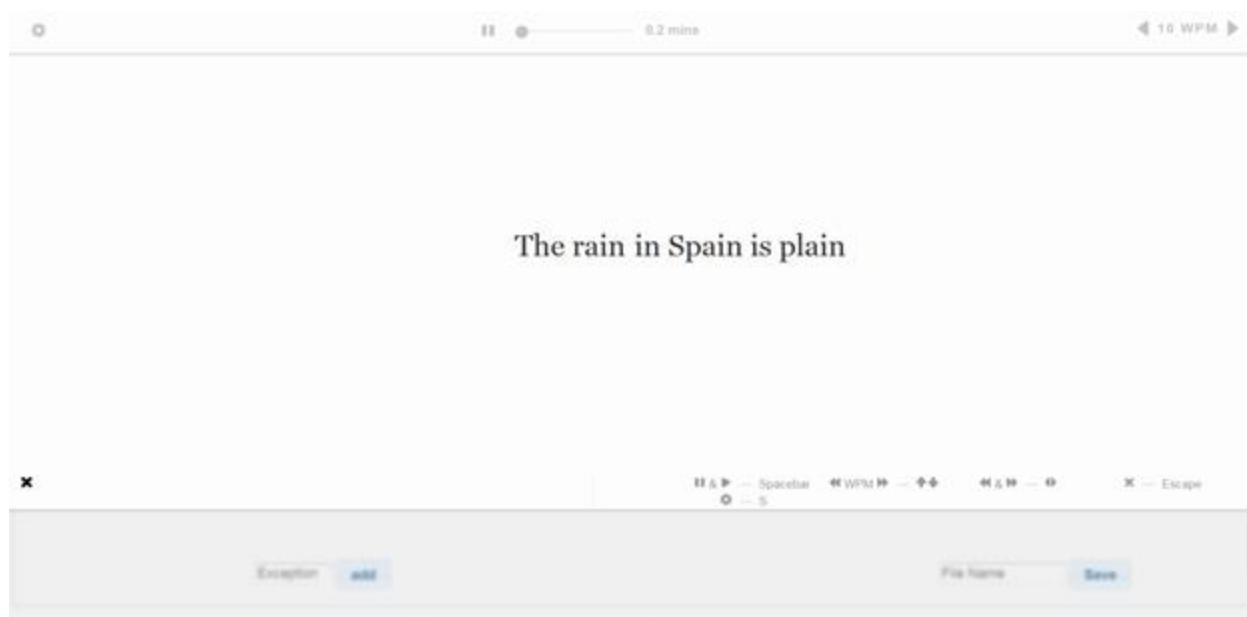 0.2 mins
10 WPM
The rain in Spain is plain
& — Spacebar WPM — & — Escape
— S
Exception add File Name Save